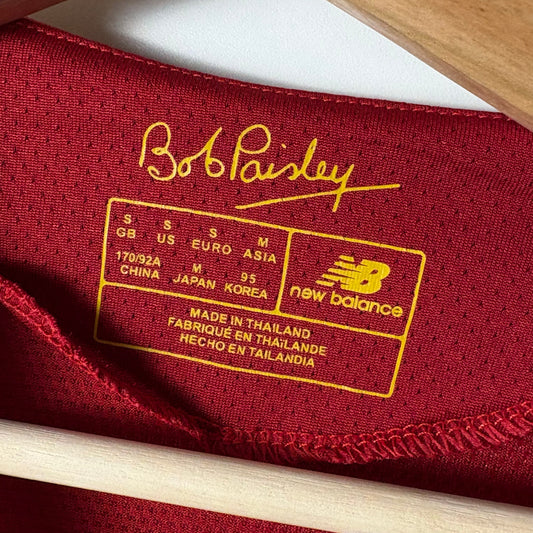 Bob Paisley
S S S M
GB US EURO ASIA
170/92A M 95
CHINA JAPAN KOREA
NB
new balance
MADE IN THAILAND
FABRIQUÉ EN THAÏLANDE
HECHO EN TAILANDIA